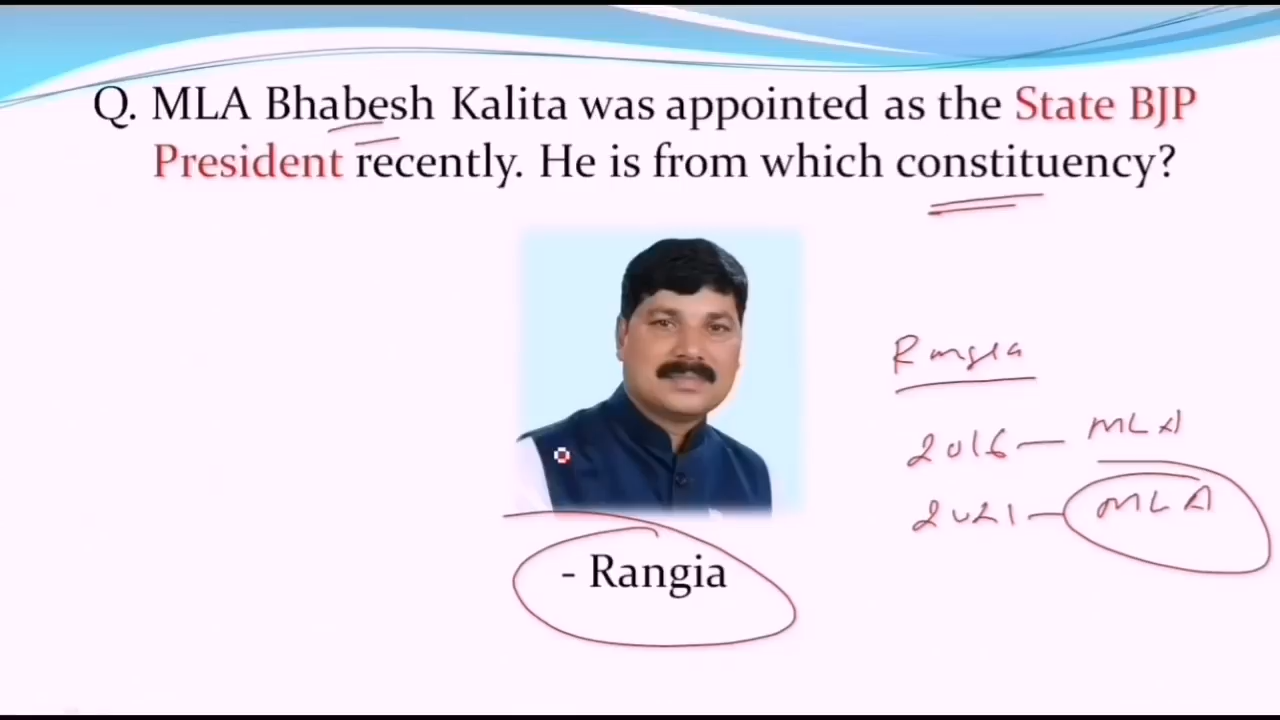 Q. MLA Bhabesh Kalita was appointed as the State BJP
President recently. He is from which constituency?
Rangia
2016 — MLA
2021 — MLA
- Rangia